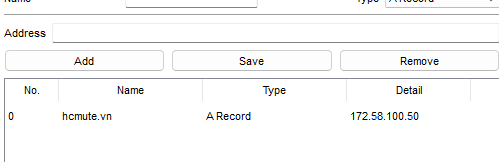 Name Type A Record
Address
Add Save Remove
No. Name Type Detail
0 hcmute.vn A Record 172.58.100.50